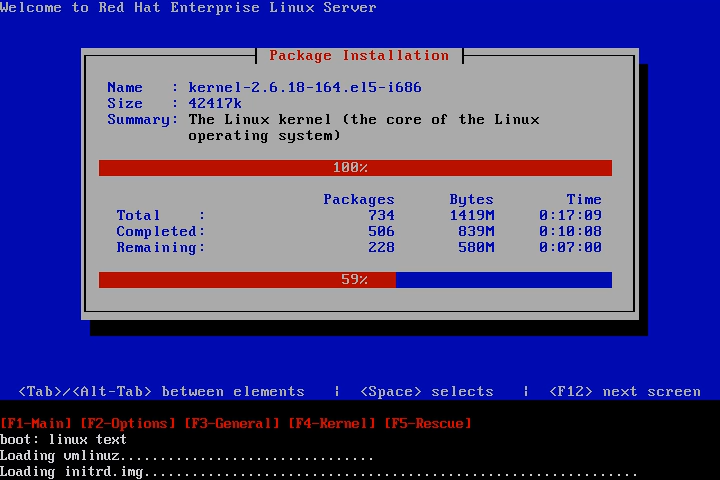 Welcome to Red Hat Enterprise Linux Server
Package Installation
Name   : kernel-2.6.18-164.el5-i686
Size   : 42417k
Summary: The Linux kernel (the core of the Linux
operating system)
100%
Packages Bytes Time
Total    : 734 1419M 0:17:09
Completed: 506 839M 0:10:08
Remaining: 228 580M 0:07:00
59%
<Tab>/<Alt-Tab> between elements | <Space> selects | <F12> next screen
[F1-Main] [F2-Options] [F3-General] [F4-Kernel] [F5-Rescue]
boot: linux text
Loading vmlinuz............................
Loading initrd.img.......................................................